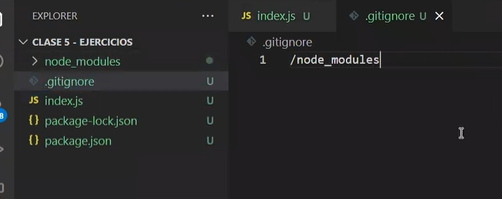 EXPLORER
CLASE 5 - EJERCICIOS
node_modules
.gitignore U
JS index.js U
{} package-lock.json U
{} package.json U
JS index.js U
.gitignore U
.gitignore
1 /node_modules